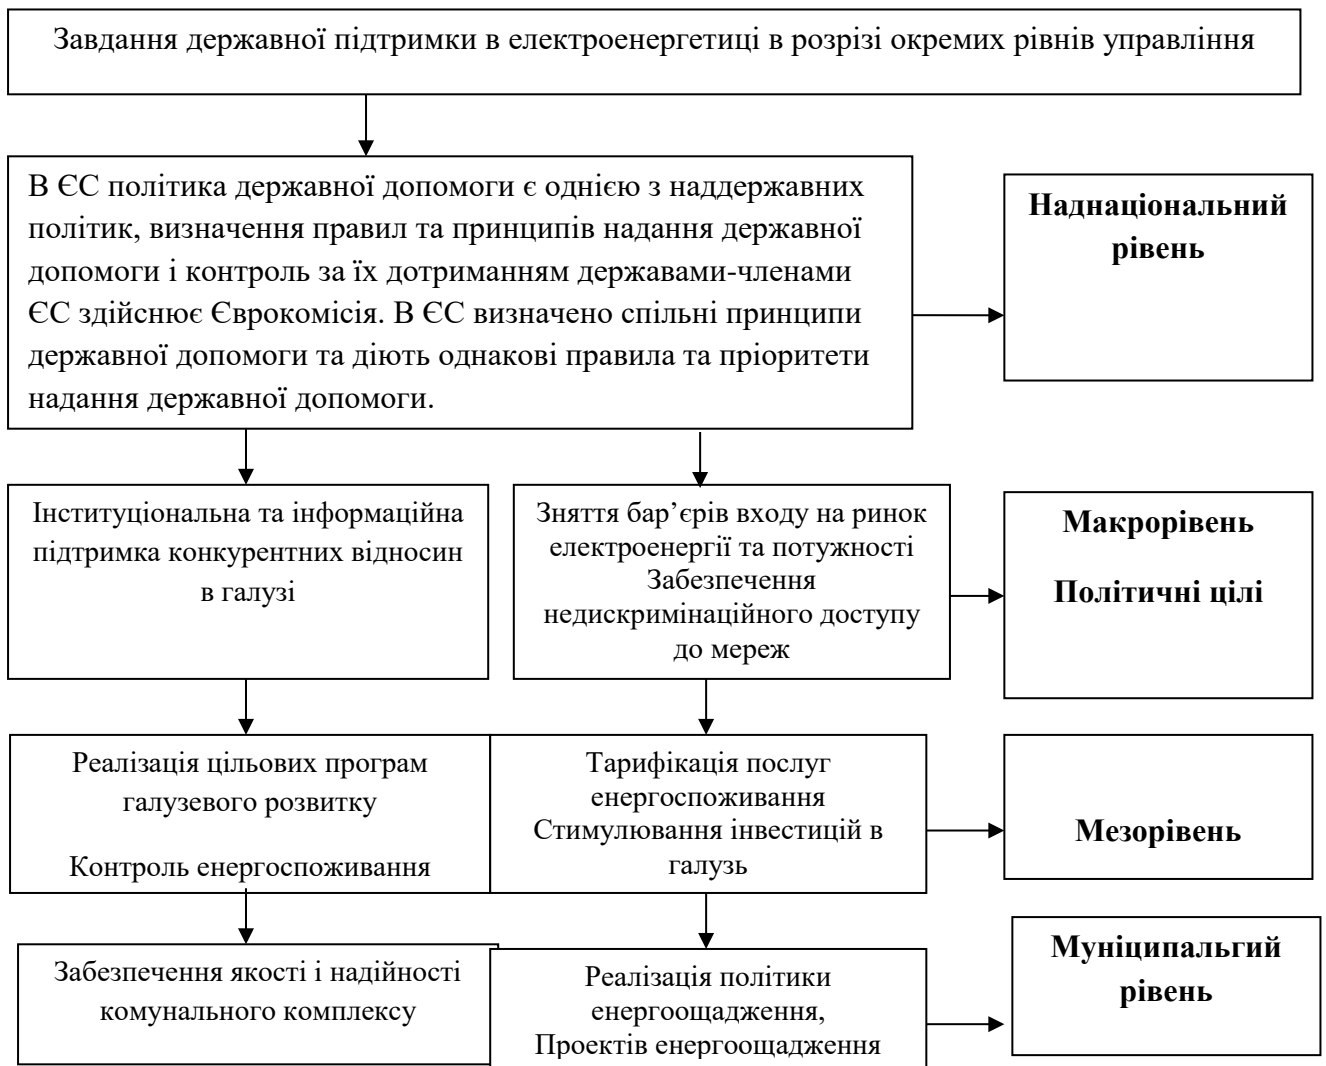 Завдання державної підтримки в електроенергетиці в розрізі окремих рівнів управління
В ЄС політика державної допомоги є однією з наддержавних
політик, визначення правил та принципів надання державної
допомоги і контроль за їх дотриманням державами-членами
ЄС здійснює Єврокомісія. В ЄС визначено спільні принципи
державної допомоги та діють однакові правила та пріоритети
надання державної допомоги.
Наднаціональний
рівень
Інституціональна та інформаційна
підтримка конкурентних відносин
в галузі
Зняття бар’єрів входу на ринок
електроенергії та потужності
Забезпечення
недискримінаційного доступу
до мереж
Макрорівень
Політичні цілі
Реалізація цільових програм
галузевого розвитку
Контроль енергоспоживання
Тарифікація послуг
енергоспоживання
Стимулювання інвестицій в
галузь
Мезорівень
Забезпечення якості і надійності
комунального комплексу
Реалізація політики
енергоощадження,
Проектів енергоощадження
Муніципальгий
рівень